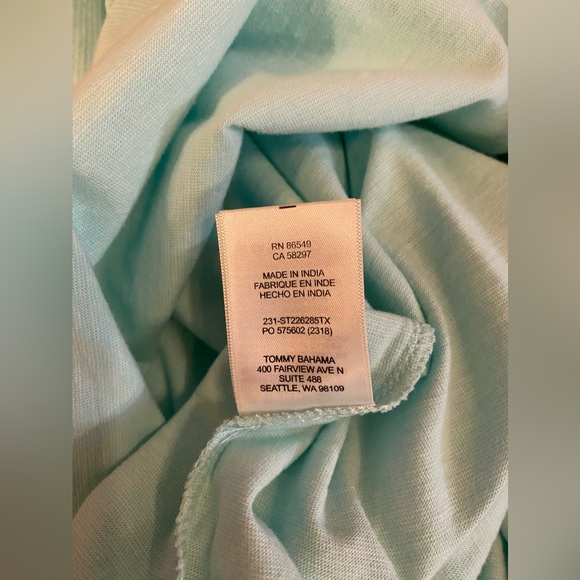 RN 86549
CA 58297
MADE IN INDIA
FABRIQUE EN INDE
HECHO EN INDIA
231-ST226285TX
PO 575602 (2318)
TOMMY BAHAMA
400 FAIRVIEW AVE N
SUITE 488
SEATTLE, WA 98109